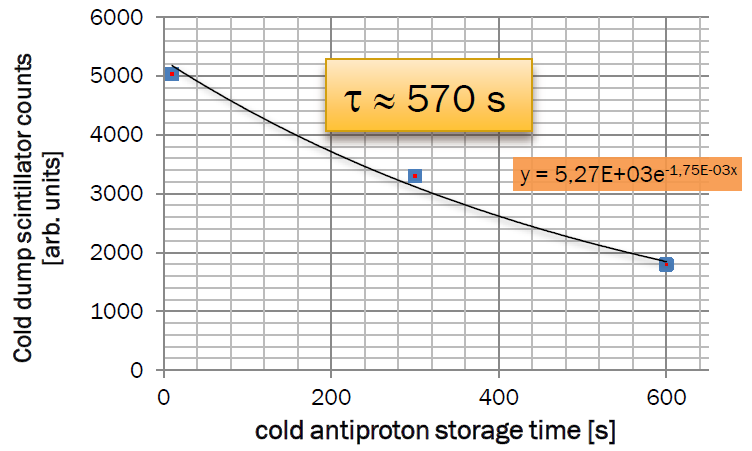 Cold dump scintillator counts
[arb. units]
6000
5000
4000
3000
2000
1000
0
τ ≈ 570 s
y = 5,27E+03e-1,75E-03x
0 200 400 600
cold antiproton storage time [s]